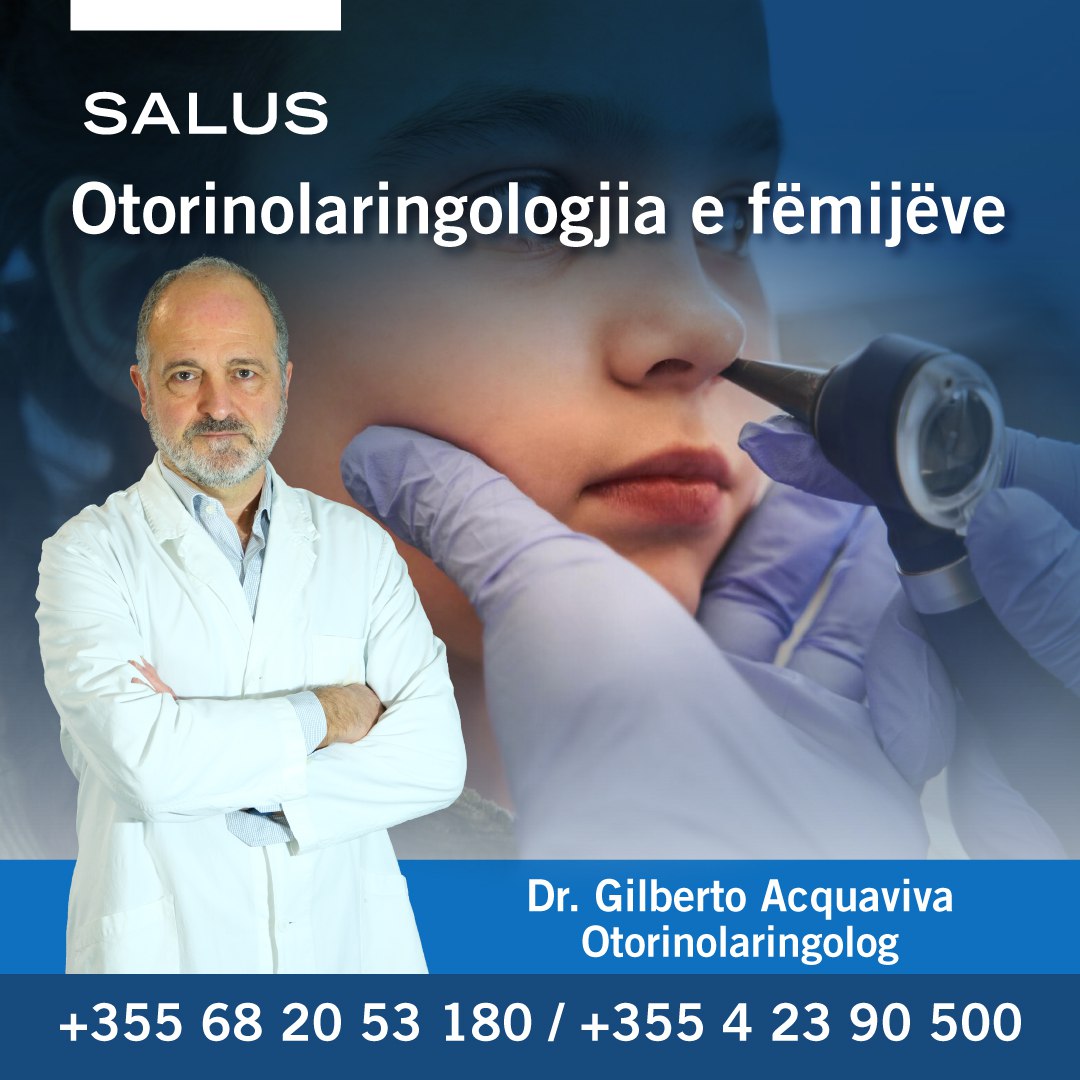 SALUS
Otorinolaringologjia e fëmijëve
Dr. Gilberto Acquaviva
Otorinolaringolog
+355 68 20 53 180 / +355 4 23 90 500